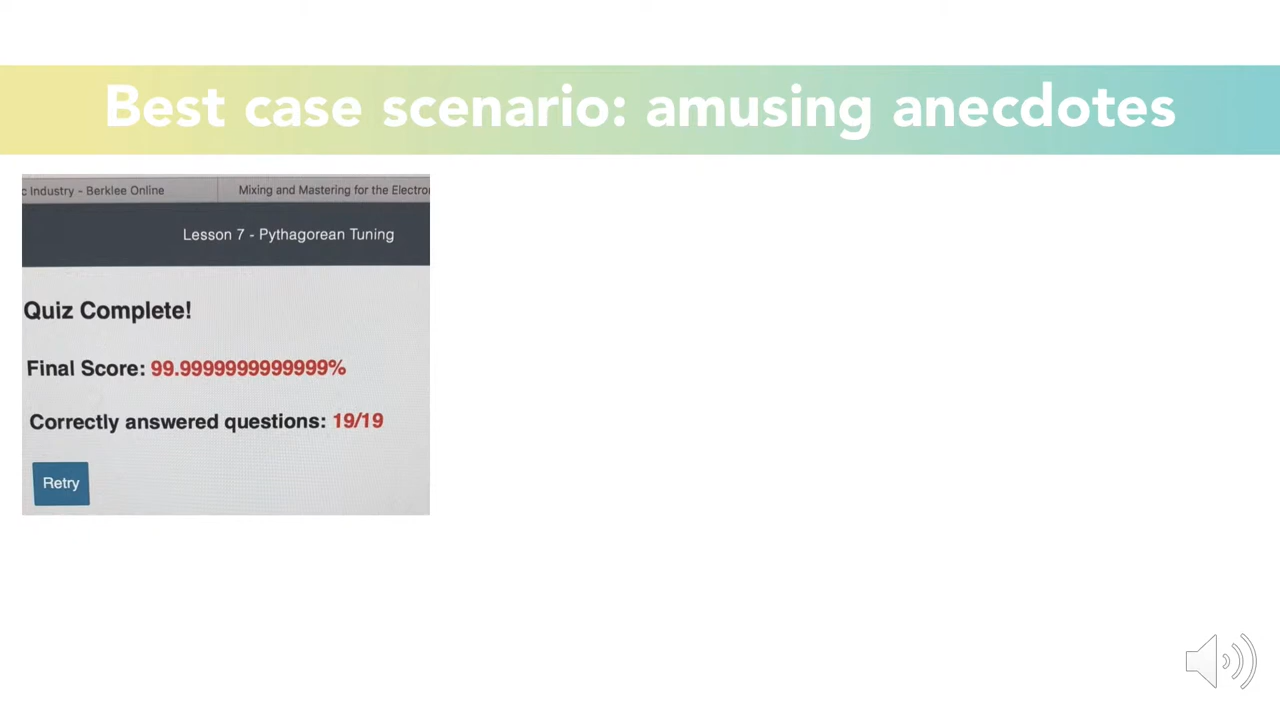 Best case scenario: amusing anecdotes
c Industry - Berklee Online
Mixing and Mastering for the Electro
Lesson 7 - Pythagorean Tuning
Quiz Complete!
Final Score: 99.9999999999999%
Correctly answered questions: 19/19
Retry